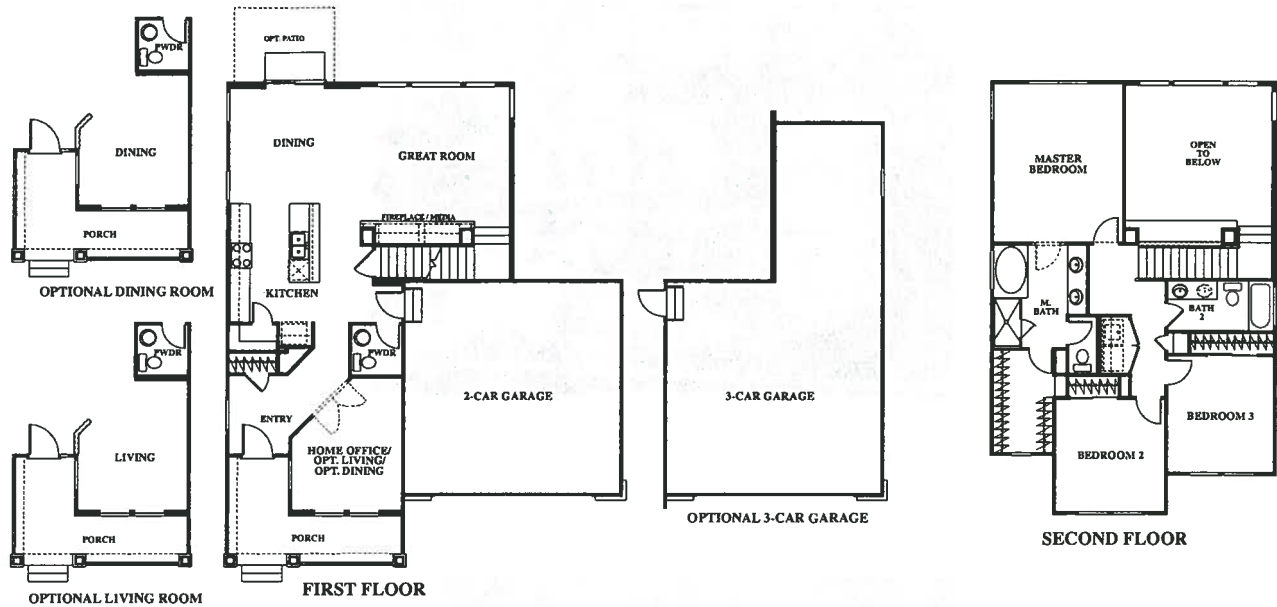 PWDR
DINING
PORCH
OPTIONAL DINING ROOM
PWDR
LIVING
PORCH
OPTIONAL LIVING ROOM
OPT. PATIO
DINING
GREAT ROOM
FIREPLACE / MEDIA
KITCHEN
PWDR
2-CAR GARAGE
ENTRY
HOME OFFICE/
OPT. LIVING/
OPT. DINING
PORCH
FIRST FLOOR
3-CAR GARAGE
OPTIONAL 3-CAR GARAGE
MASTER
BEDROOM
OPEN
TO
BELOW
M.
BATH
BATH
2
BEDROOM 3
BEDROOM 2
SECOND FLOOR